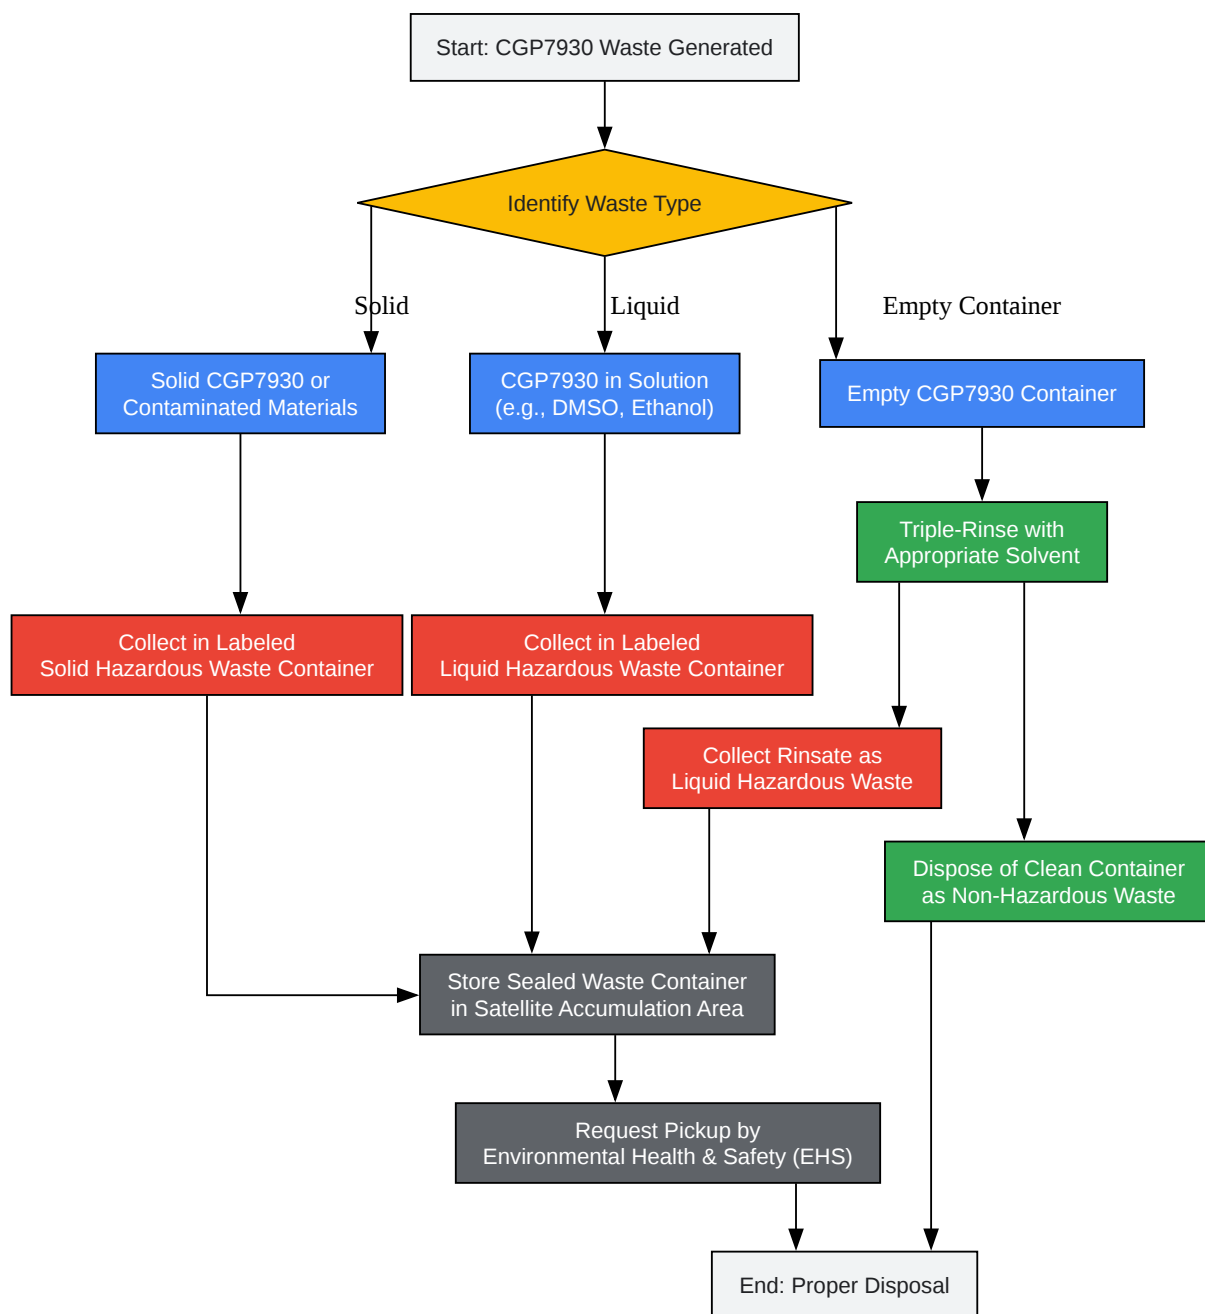 Start: CGP7930 Waste Generated
Identify Waste Type
Solid
Liquid
Empty Container
Solid CGP7930 or
Contaminated Materials
CGP7930 in Solution
(e.g., DMSO, Ethanol)
Empty CGP7930 Container
Triple-Rinse with
Appropriate Solvent
Collect in Labeled
Solid Hazardous Waste Container
Collect in Labeled
Liquid Hazardous Waste Container
Collect Rinsate as
Liquid Hazardous Waste
Dispose of Clean Container
as Non-Hazardous Waste
Store Sealed Waste Container
in Satellite Accumulation Area
Request Pickup by
Environmental Health & Safety (EHS)
End: Proper Disposal